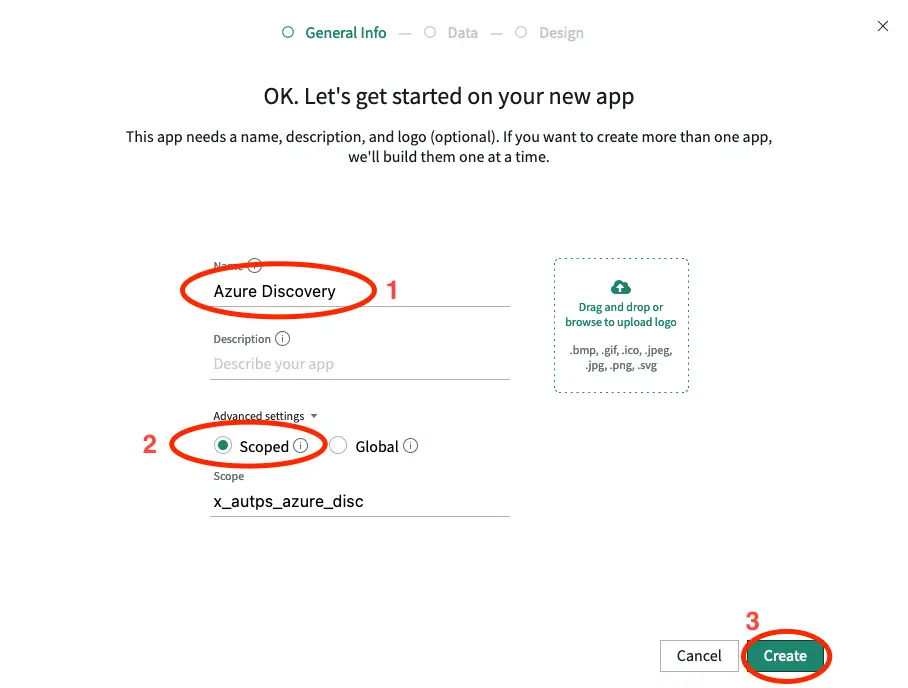 General Info — Data — Design
OK. Let's get started on your new app
This app needs a name, description, and logo (optional). If you want to create more than one app,
we'll build them one at a time.
Name
Azure Discovery
1
Description
Describe your app
Drag and drop or
browse to upload logo
.bmp, .gif, .ico, .jpeg,
.jpg, .png, .svg
Advanced settings
2
Scoped
Global
Scope
x_autps_azure_disc
3
Cancel
Create